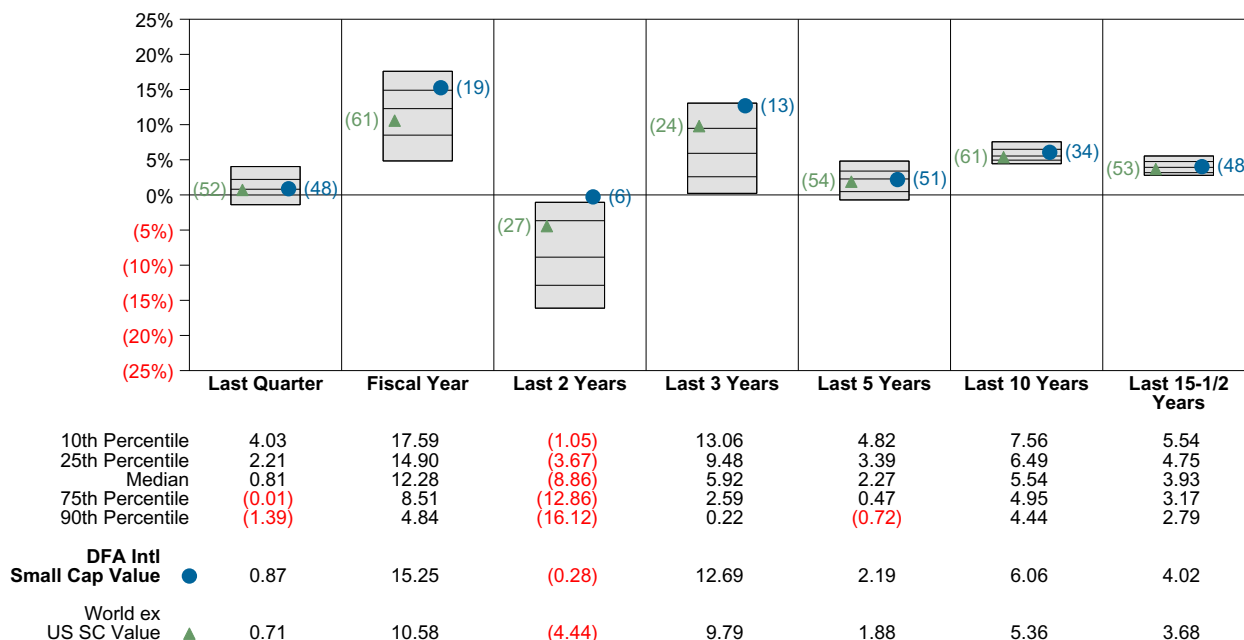 25%
20%
15%
10%
5%
0%
(5%)
(10%)
(15%)
(20%)
(25%)
(52)
(48)
(61)
(19)
(27)
(6)
(24)
(13)
(54)
(51)
(61)
(34)
(53)
(48
Last Quarter Fiscal Year Last 2 Years Last 3 Years Last 5 Years Last 10 Years Last 15-1/2
Years
10th Percentile 4.03 17.59 (1.05) 13.06 4.82 7.56 5.54
25th Percentile 2.21 14.90 (3.67) 9.48 3.39 6.49 4.75
Median 0.81 12.28 (8.86) 5.92 2.27 5.54 3.93
75th Percentile (0.01) 8.51 (12.86) 2.59 0.47 4.95 3.17
90th Percentile (1.39) 4.84 (16.12) 0.22 (0.72) 4.44 2.79
DFA Intl
Small Cap Value 0.87 15.25 (0.28) 12.69 2.19 6.06 4.02
World ex
US SC Value 0.71 10.58 (4.44) 9.79 1.88 5.36 3.68